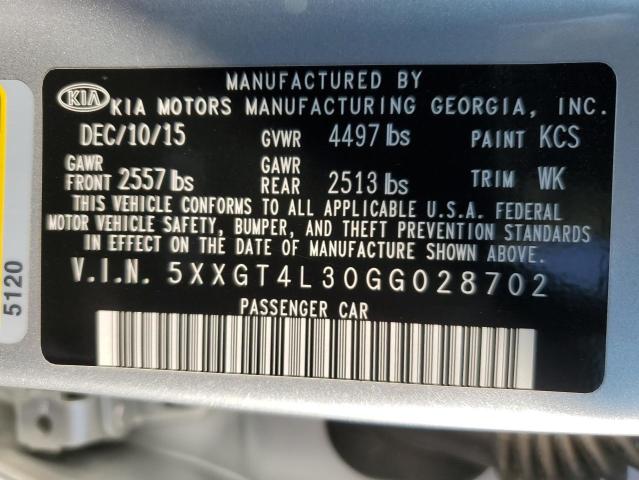 MANUFACTURED BY
KIA KIA MOTORS MANUFACTURING GEORGIA, INC.
DEC/10/15 GVWR 4497 lbs PAINT KCS
GAWR FRONT 2557 lbs GAWR REAR 2513 lbs TRIM WK
THIS VEHICLE CONFORMS TO ALL APPLICABLE U.S.A. FEDERAL
MOTOR VEHICLE SAFETY, BUMPER, AND THEFT PREVENTION STANDARDS
IN EFFECT ON THE DATE OF MANUFACTURE SHOWN ABOVE.
V.I.N. 5XXGT4L30GG028702
PASSENGER CAR
5120